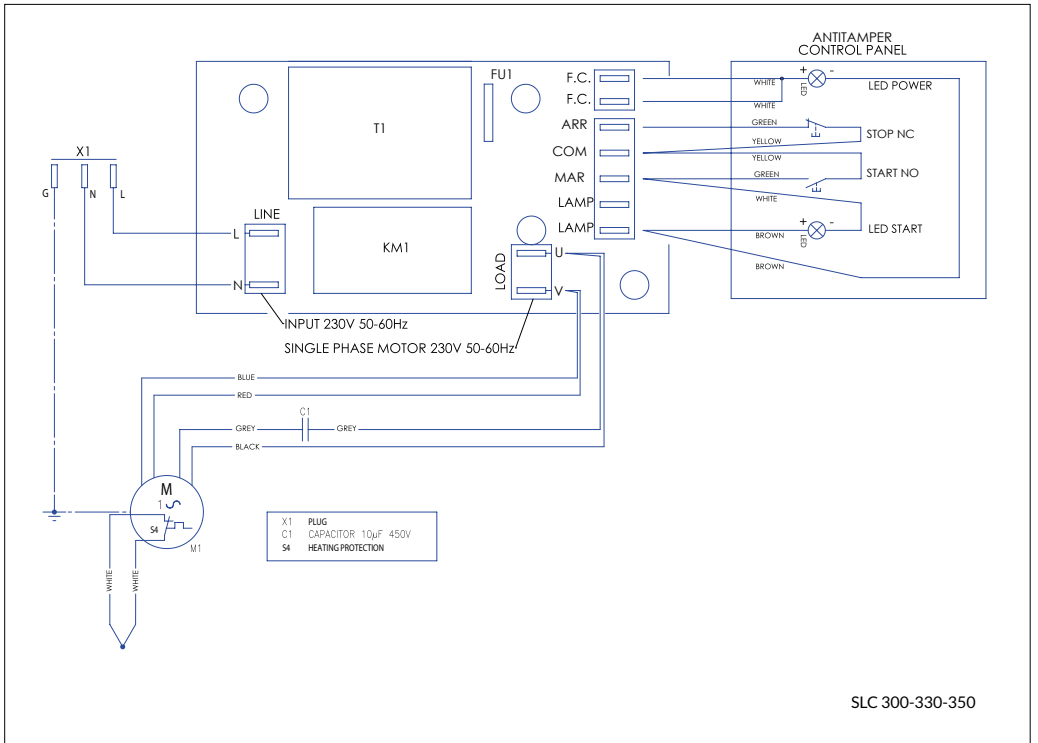 ANTITAMPER
CONTROL PANEL
FU1
T1
KM1
F.C.
F.C.
ARR
COM
MAR
LAMP
LAMP
WHITE
WHITE
GREEN
YELLOW
YELLOW
GREEN
WHITE
BROWN
BROWN
+ -
LED
LED POWER
STOP NC
START NO
+ -
LED
LED START
X1
G
N
L
LINE
L
N
LOAD
U
V
INPUT 230V 50-60Hz
SINGLE PHASE MOTOR 230V 50-60Hz
BLUE
RED
C1
GREY
GREY
BLACK
M
1
S4
M1
WHITE
WHITE
X1 PLUG
C1 CAPACITOR 10µF 450V
S4 HEATING PROTECTION
SLC 300-330-350